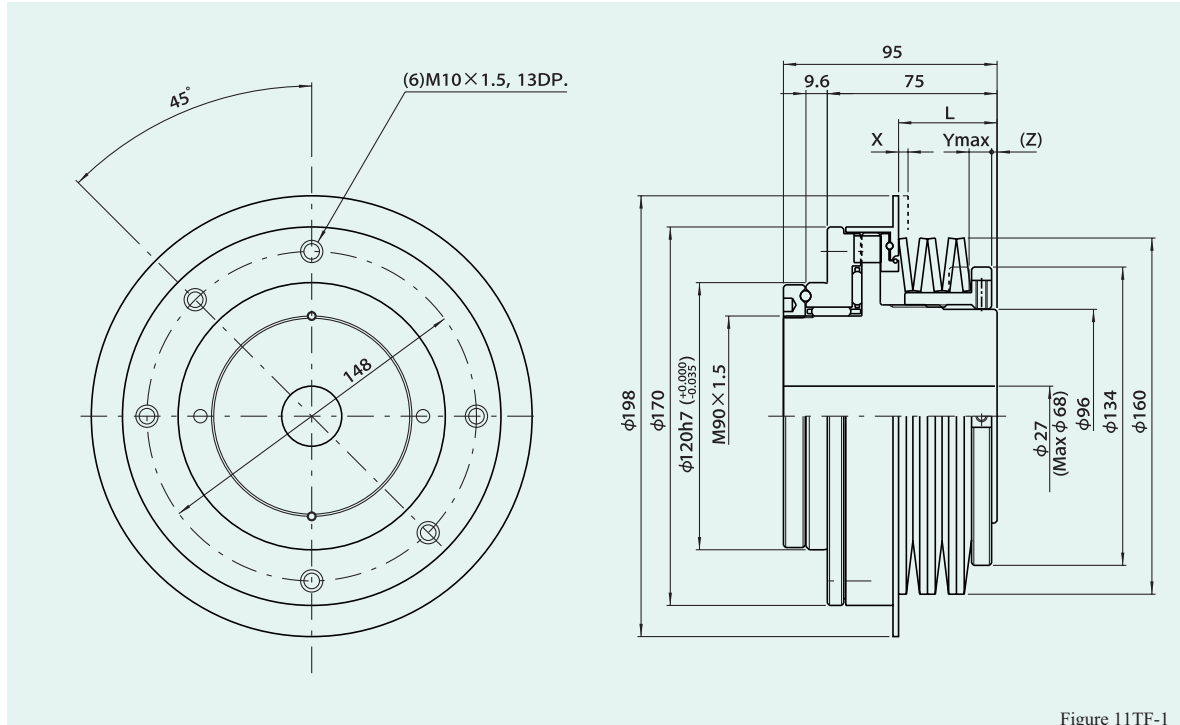 45°
(6)M10×1.5, 13DP.
148
95
9.6
75
L
X
Ymax
(Z)
φ198
φ170
φ120h7 (+0.000 -0.035)
M90×1.5
φ27
(Max φ68)
φ96
φ134
φ160
Figure 11TF-1